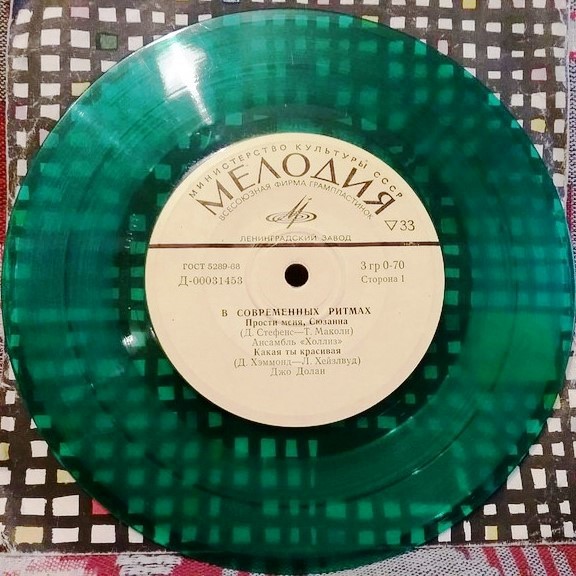 МИНИСТЕРСТВО КУЛЬТУРЫ СССР
МЕЛОДИЯ
ВСЕСОЮЗНАЯ ФИРМА ГРАМПЛАСТИНОК
33
ЛЕНИНГРАДСКИЙ ЗАВОД
ГОСТ 5289-68
3 гр 0-70
Д-00031453
Сторона 1
В СОВРЕМЕННЫХ РИТМАХ
Прости меня, Сюзанна
(Д. Стефенс—Т. Маколи)
Ансамбль «Холлиз»
Какая ты красивая
(Д. Хэммонд—Л. Хейзлвуд)
Джо Долан